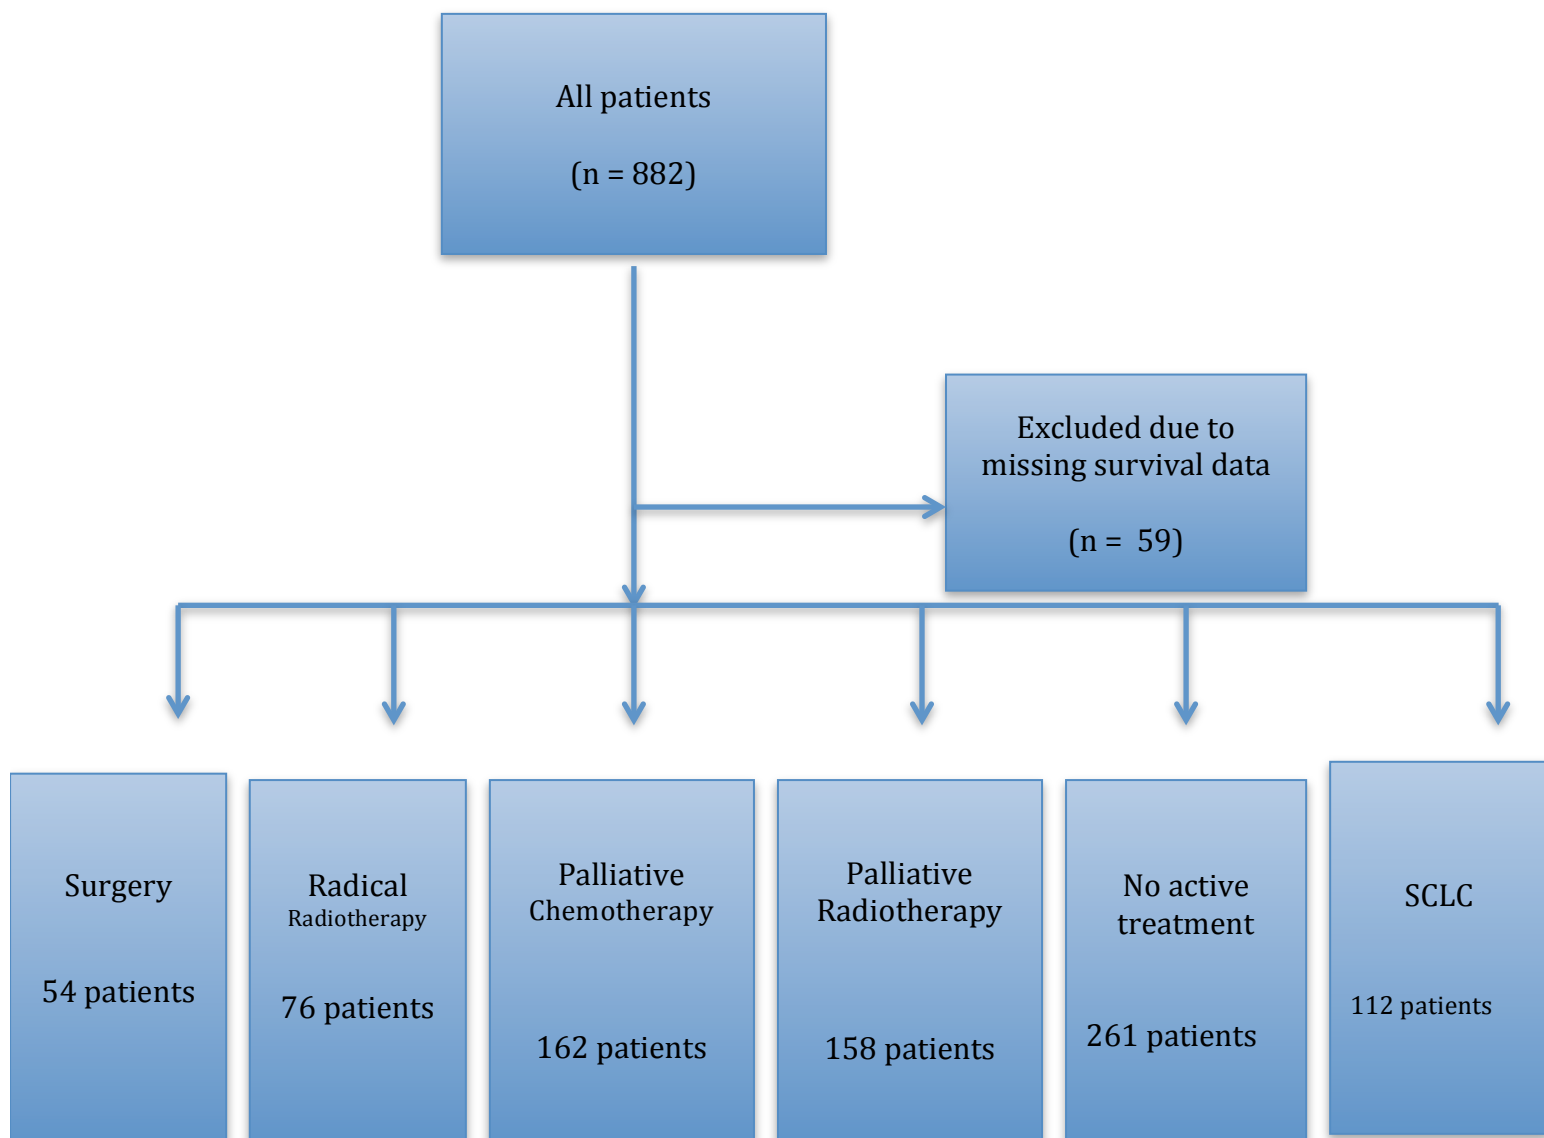 All patients
(n = 882)
Excluded due to
missing survival data
(n =  59)
Surgery
54 patients
Radical
Radiotherapy
76 patients
Palliative
Chemotherapy
162 patients
Palliative
Radiotherapy
158 patients
No active
treatment
261 patients
SCLC
112 patients